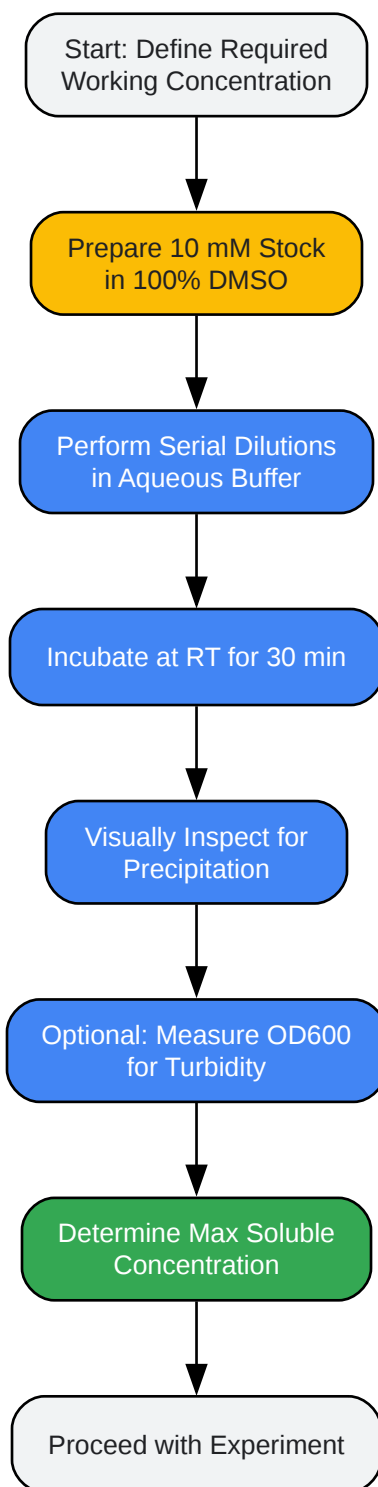 Start: Define Required
Working Concentration
Prepare 10 mM Stock
in 100% DMSO
Perform Serial Dilutions
in Aqueous Buffer
Incubate at RT for 30 min
Visually Inspect for
Precipitation
Optional: Measure OD600
for Turbidity
Determine Max Soluble
Concentration
Proceed with Experiment